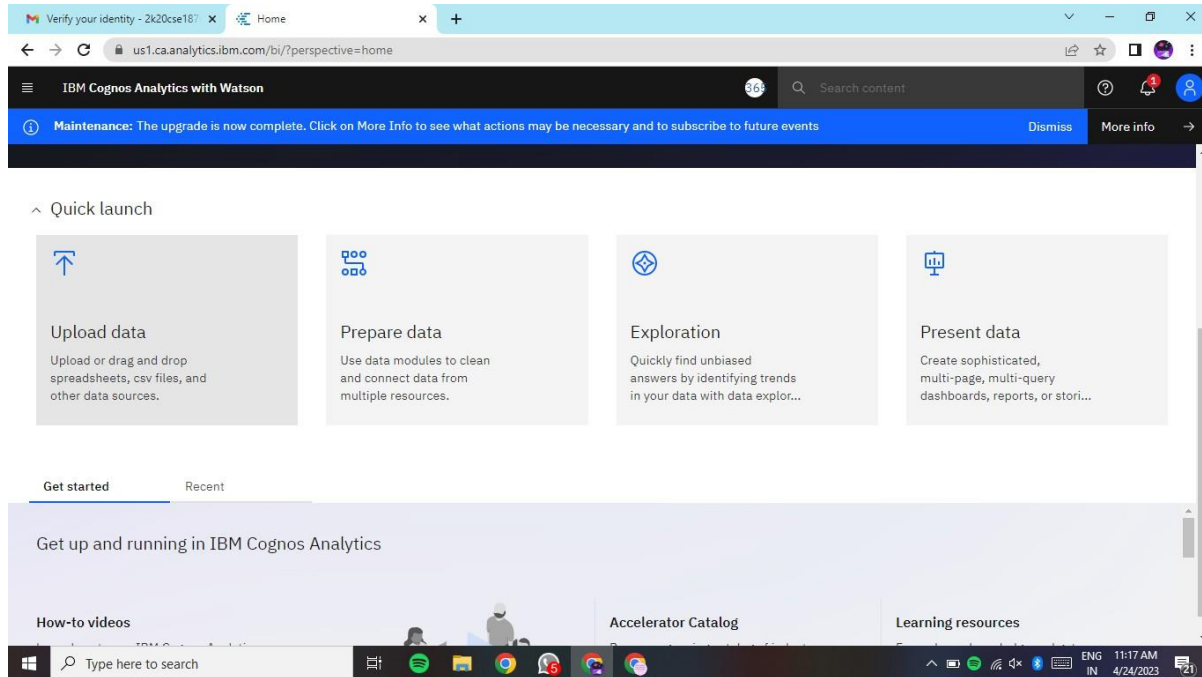 Verify your identity - 2k20cse187
Home
us1.ca.analytics.ibm.com/bi/?perspective=home
IBM Cognos Analytics with Watson
365
Search content
1
Maintenance: The upgrade is now complete. Click on More Info to see what actions may be necessary and to subscribe to future events
Dismiss
More info
Quick launch
Upload data
Upload or drag and drop
spreadsheets, csv files, and
other data sources.
Prepare data
Use data modules to clean
and connect data from
multiple resources.
Exploration
Quickly find unbiased
answers by identifying trends
in your data with data explor...
Present data
Create sophisticated,
multi-page, multi-query
dashboards, reports, or stori...
Get started
Recent
Get up and running in IBM Cognos Analytics
How-to videos
Accelerator Catalog
Learning resources
Type here to search
5
ENG
IN
11:17 AM
4/24/2023
21